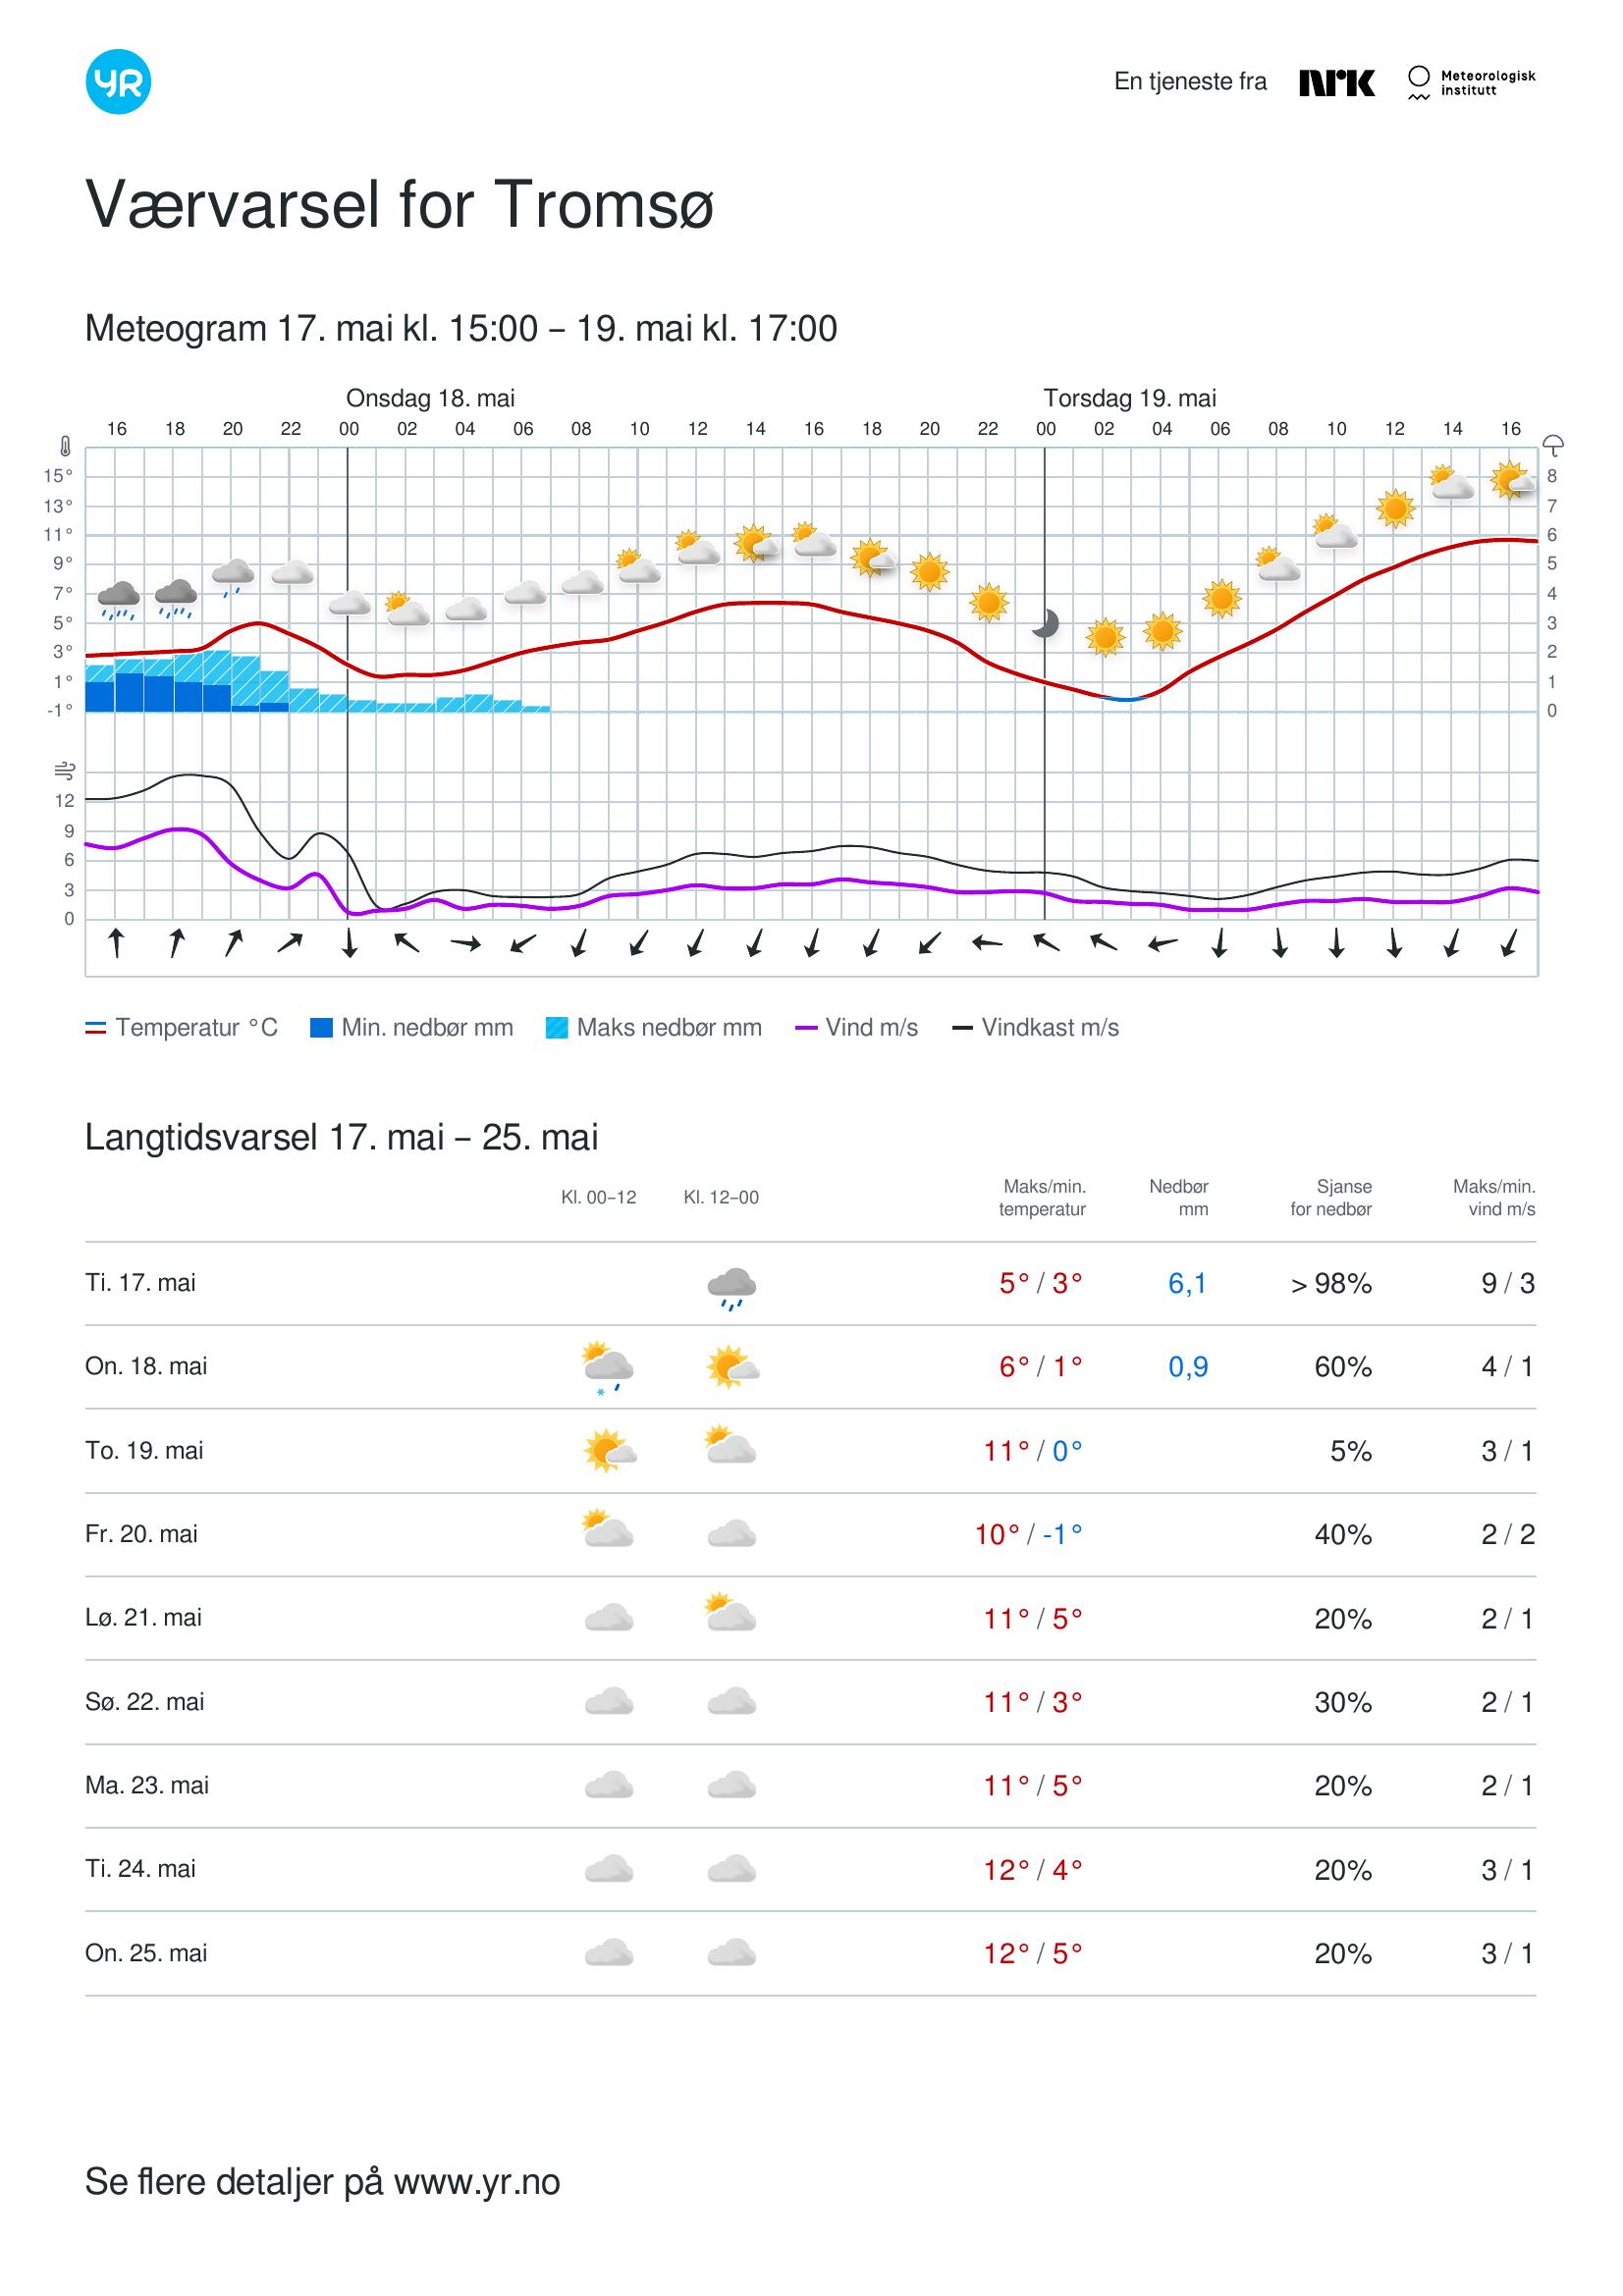 YR
En tjeneste fra NRK Meteorologisk
institutt
Værvarsel for Tromsø
Meteogram 17. mai kl. 15:00 – 19. mai kl. 17:00
Onsdag 18. mai Torsdag 19. mai
16 18 20 22 00 02 04 06 08 10 12 14 16 18 20 22 00 02 04 06 08 10 12 14 16
15° 8
13° 7
11° 6
9° 5
7° 4
5° 3
3° 2
1° 1
-1° 0
12
9
6
3
0
Temperatur °C Min. nedbør mm Maks nedbør mm Vind m/s Vindkast m/s
Langtidsvarsel 17. mai – 25. mai
Kl. 00–12 Kl. 12–00 Maks/min. temperatur Nedbør mm Sjanse for nedbør Maks/min. vind m/s
Ti. 17. mai 5° / 3° 6,1 > 98% 9 / 3
On. 18. mai 6° / 1° 0,9 60% 4 / 1
To. 19. mai 11° / 0° 5% 3 / 1
Fr. 20. mai 10° / -1° 40% 2 / 2
Lø. 21. mai 11° / 5° 20% 2 / 1
Sø. 22. mai 11° / 3° 30% 2 / 1
Ma. 23. mai 11° / 5° 20% 2 / 1
Ti. 24. mai 12° / 4° 20% 3 / 1
On. 25. mai 12° / 5° 20% 3 / 1
Se flere detaljer på www.yr.no